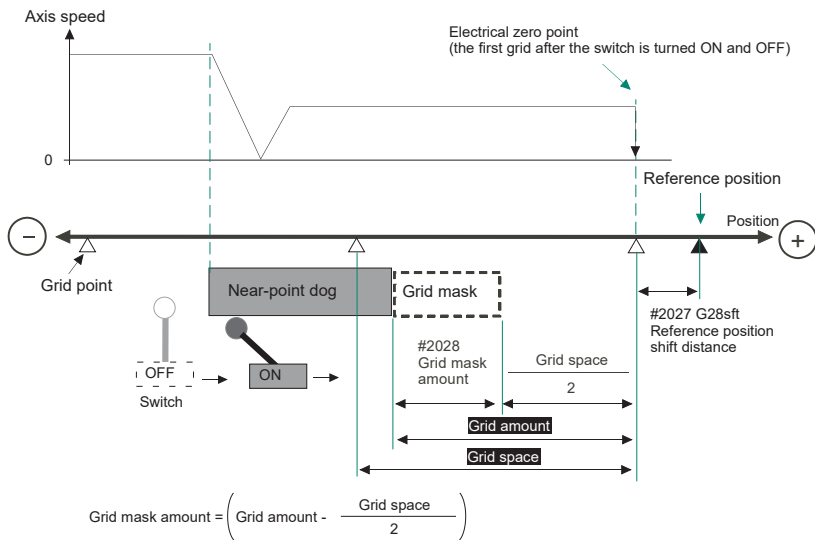 Axis speed
Electrical zero point
(the first grid after the switch is turned ON and OFF)
0
Reference position
Position
−
+
Grid point
Near-point dog
Grid mask
#2027 G28sft
Reference position
shift distance
#2028
Grid mask
amount
Grid space
2
OFF
ON
Switch
Grid amount
Grid space
Grid mask amount = ( Grid amount - Grid space / 2 )